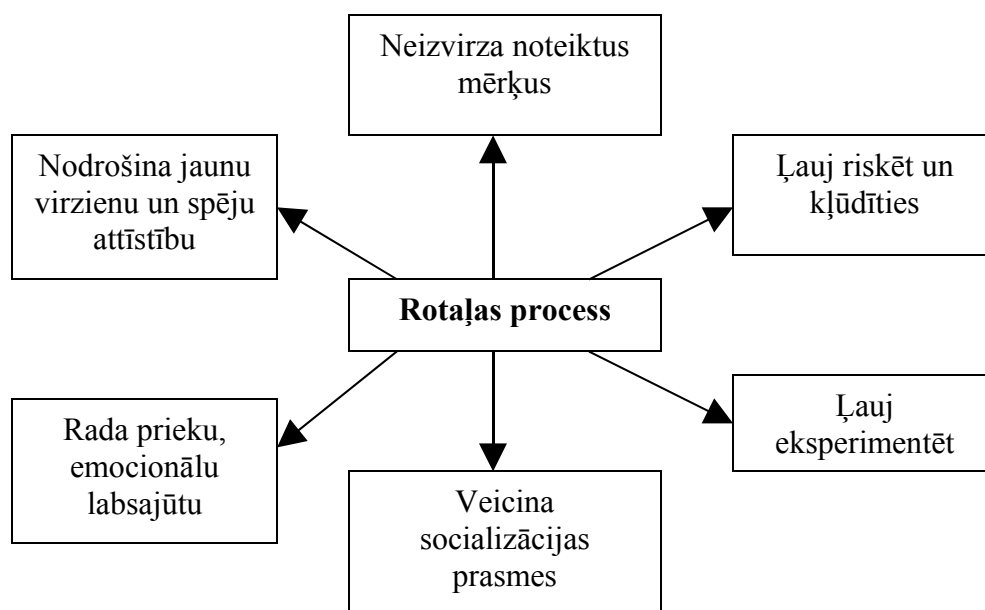 Neizvirza noteiktus
mērķus
Nodrošina jaunu
virzienu un spēju
attīstību
Ļauj riskēt un
kļūdīties
Rotaļas process
Rada prieku,
emocionālu
labsajūtu
Ļauj
eksperimentēt
Veicina
socializācijas
prasmes